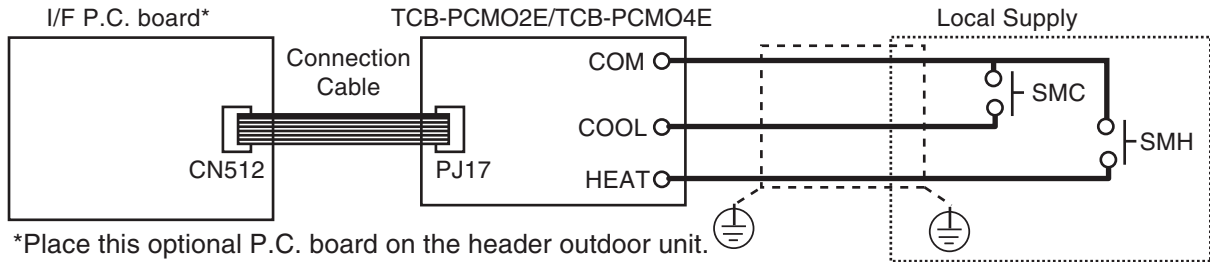 I/F P.C. board*
TCB-PCMO2E/TCB-PCMO4E
Local Supply
Connection
Cable
COM
SMC
COOL
SMH
CN512
PJ17
HEAT
*Place this optional P.C. board on the header outdoor unit.